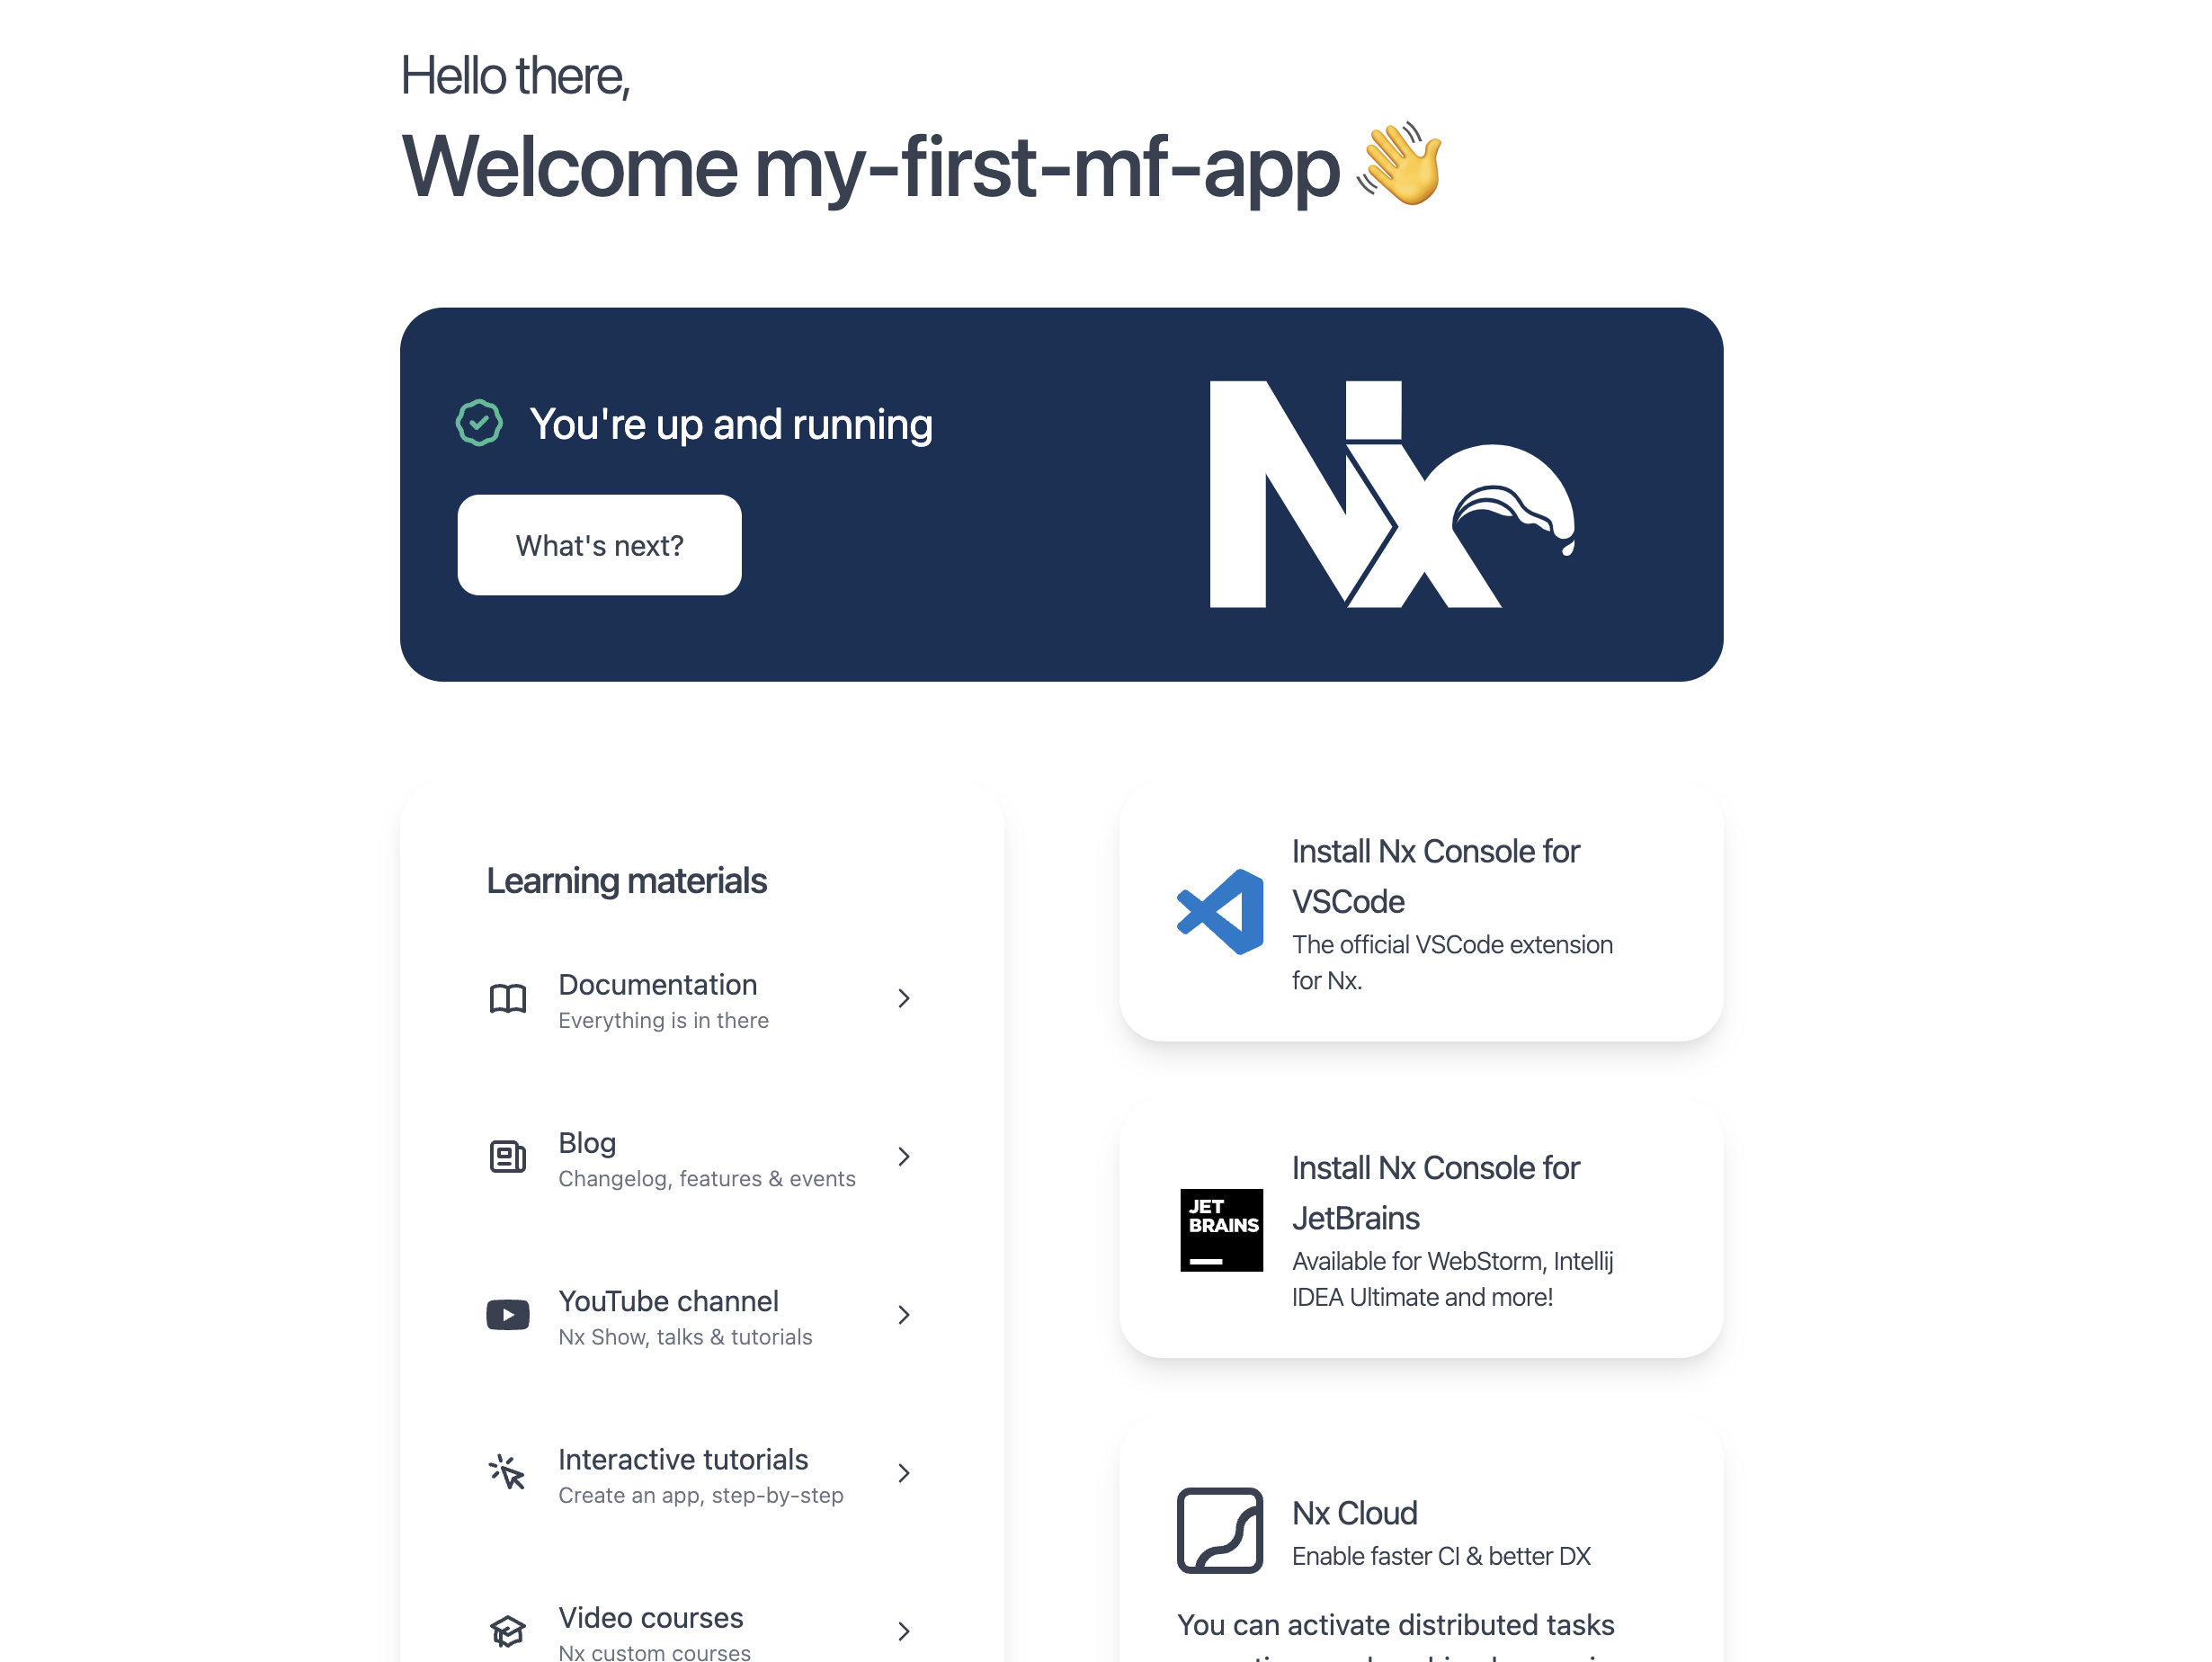 Hello there,
Welcome my-first-mf-app 👋
You're up and running
What's next?
Nx
Learning materials
Documentation
Everything is in there
Blog
Changelog, features & events
YouTube channel
Nx Show, talks & tutorials
Interactive tutorials
Create an app, step-by-step
Video courses
Nx custom courses
Install Nx Console for
VSCode
The official VSCode extension
for Nx.
JET
BRAINS
Install Nx Console for
JetBrains
Available for WebStorm, Intellij
IDEA Ultimate and more!
Nx Cloud
Enable faster CI & better DX
You can activate distributed tasks